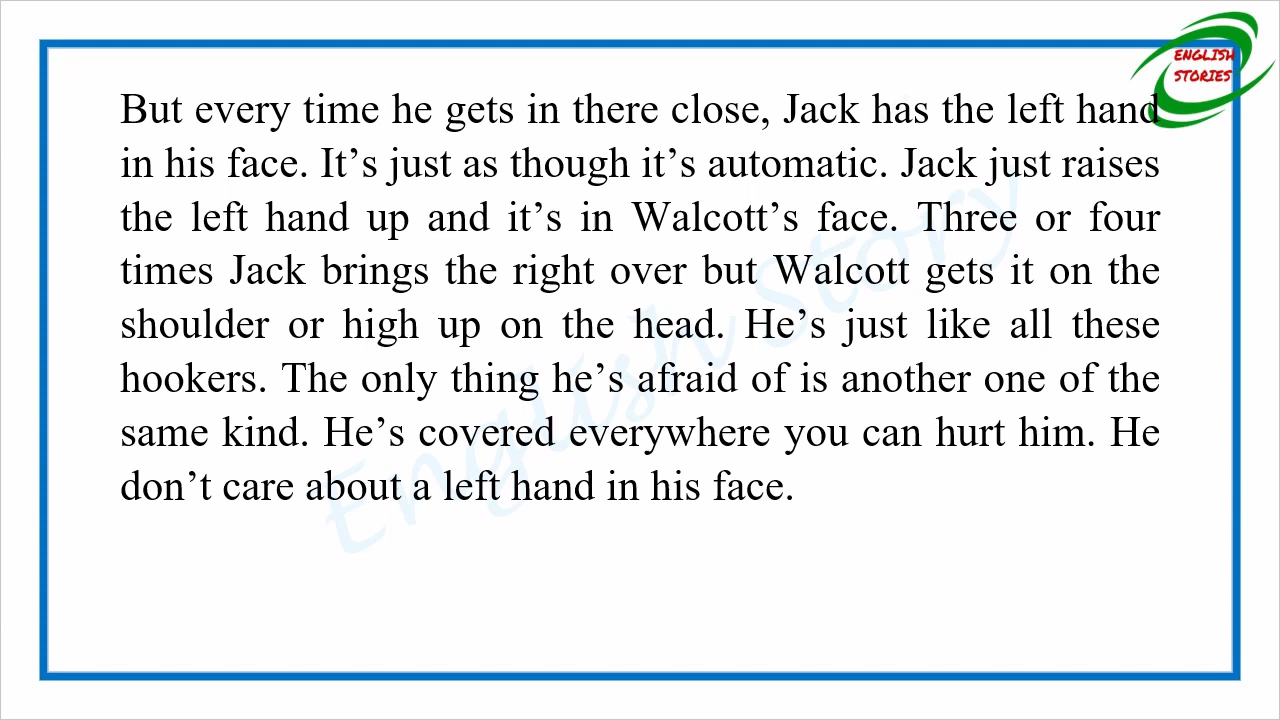 ENGLISH
STORIES
But every time he gets in there close, Jack has the left hand
in his face. It’s just as though it’s automatic. Jack just raises
the left hand up and it’s in Walcott’s face. Three or four
times Jack brings the right over but Walcott gets it on the
shoulder or high up on the head. He’s just like all these
hookers. The only thing he’s afraid of is another one of the
same kind. He’s covered everywhere you can hurt him. He
don’t care about a left hand in his face.
English Story